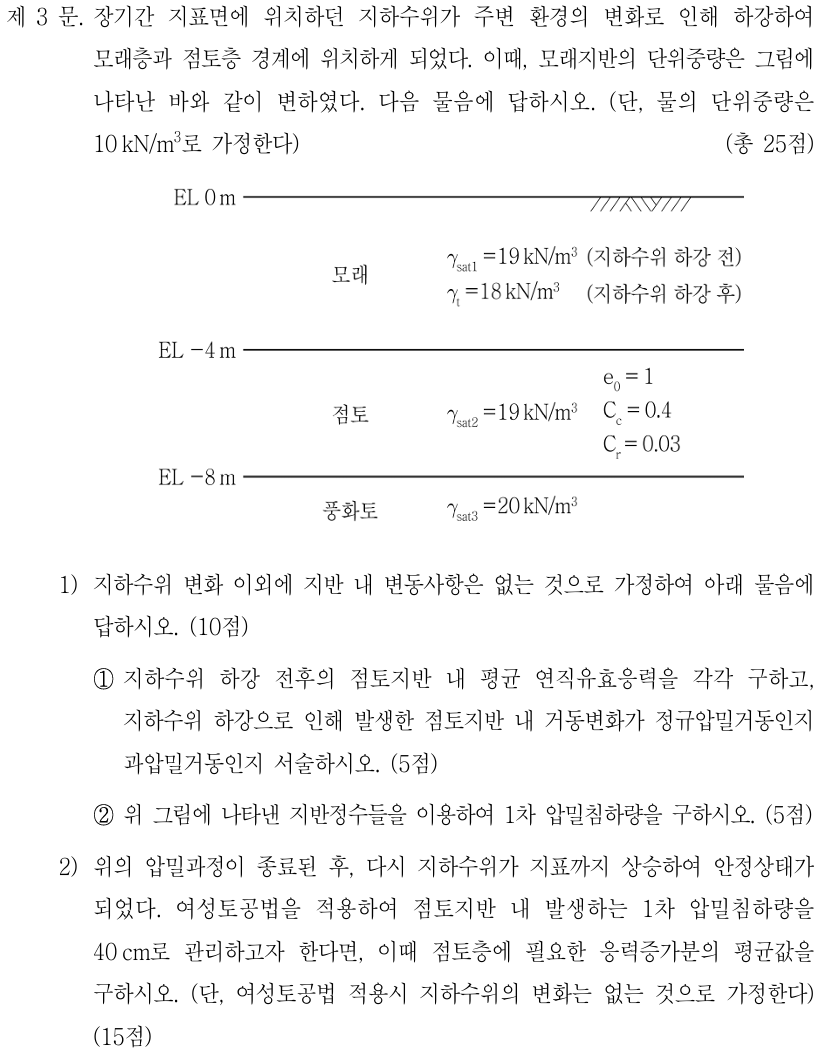 제 3 문. 장기간 지표면에 위치하던 지하수위가 주변 환경의 변화로 인해 하강하여
모래층과 점토층 경계에 위치하게 되었다. 이때, 모래지반의 단위중량은 그림에
나타난 바와 같이 변하였다. 다음 물음에 답하시오. (단, 물의 단위중량은
10 kN/m³로 가정한다) (총 25점)
EL 0 m
모래
γsat1 = 19 kN/m³ (지하수위 하강 전)
γt = 18 kN/m³ (지하수위 하강 후)
EL −4 m
점토
γsat2 = 19 kN/m³
e₀ = 1
Cc = 0.4
Cr = 0.03
EL −8 m
풍화토
γsat3 = 20 kN/m³
1) 지하수위 변화 이외에 지반 내 변동사항은 없는 것으로 가정하여 아래 물음에
답하시오. (10점)
① 지하수위 하강 전후의 점토지반 내 평균 연직유효응력을 각각 구하고,
지하수위 하강으로 인해 발생한 점토지반 내 거동변화가 정규압밀거동인지
과압밀거동인지 서술하시오. (5점)
② 위 그림에 나타낸 지반정수들을 이용하여 1차 압밀침하량을 구하시오. (5점)
2) 위의 압밀과정이 종료된 후, 다시 지하수위가 지표까지 상승하여 안정상태가
되었다. 여성토공법을 적용하여 점토지반 내 발생하는 1차 압밀침하량을
40 cm로 관리하고자 한다면, 이때 점토층에 필요한 응력증가분의 평균값을
구하시오. (단, 여성토공법 적용시 지하수위의 변화는 없는 것으로 가정한다)
(15점)